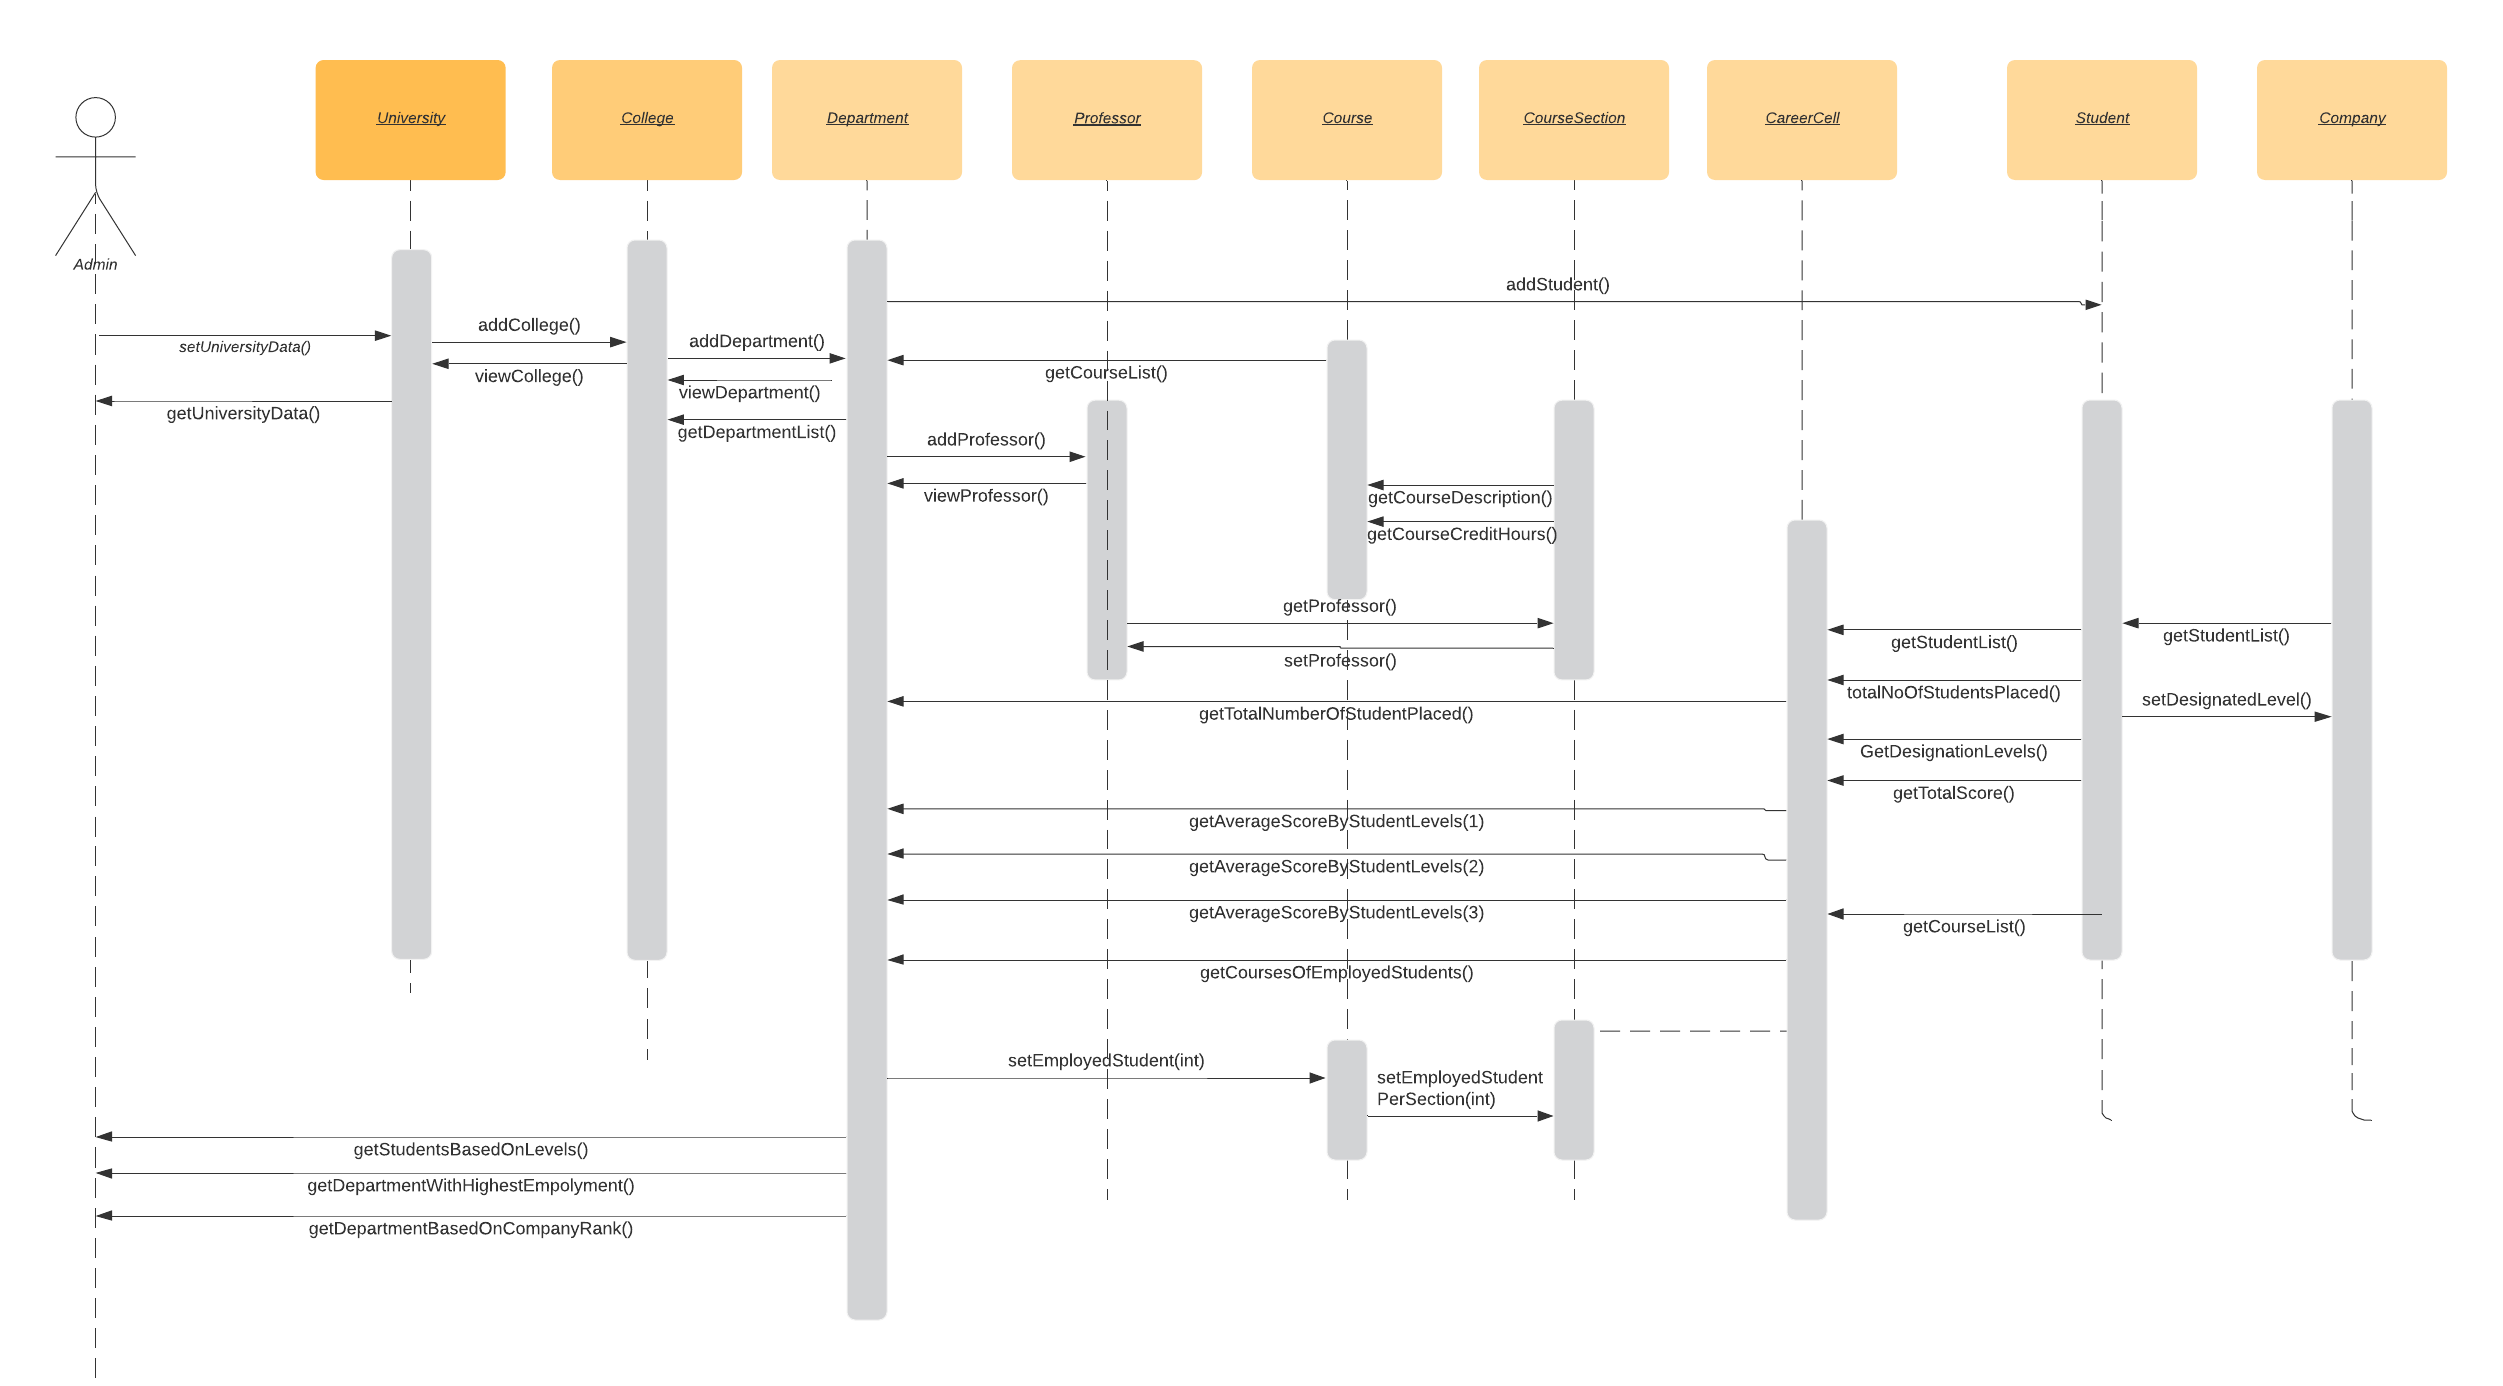 University
College
Department
Professor
Course
CourseSection
CareerCell
Student
Company
Admin
addStudent()
addCollege()
setUniversityData()
addDepartment()
getCourseList()
viewCollege()
viewDepartment()
getUniversityData()
getDepartmentList()
addProfessor()
viewProfessor()
getCourseDescription()
getCourseCreditHours()
getProfessor()
getStudentList()
getStudentList()
setProfessor()
totalNoOfStudentsPlaced()
setDesignatedLevel()
getTotalNumberOfStudentPlaced()
GetDesignationLevels()
getTotalScore()
getAverageScoreByStudentLevels(1)
getAverageScoreByStudentLevels(2)
getAverageScoreByStudentLevels(3)
getCourseList()
getCoursesOfEmployedStudents()
setEmployedStudent(int)
setEmployedStudent
PerSection(int)
getStudentsBasedOnLevels()
getDepartmentWithHighestEmpolyment()
getDepartmentBasedOnCompanyRank()